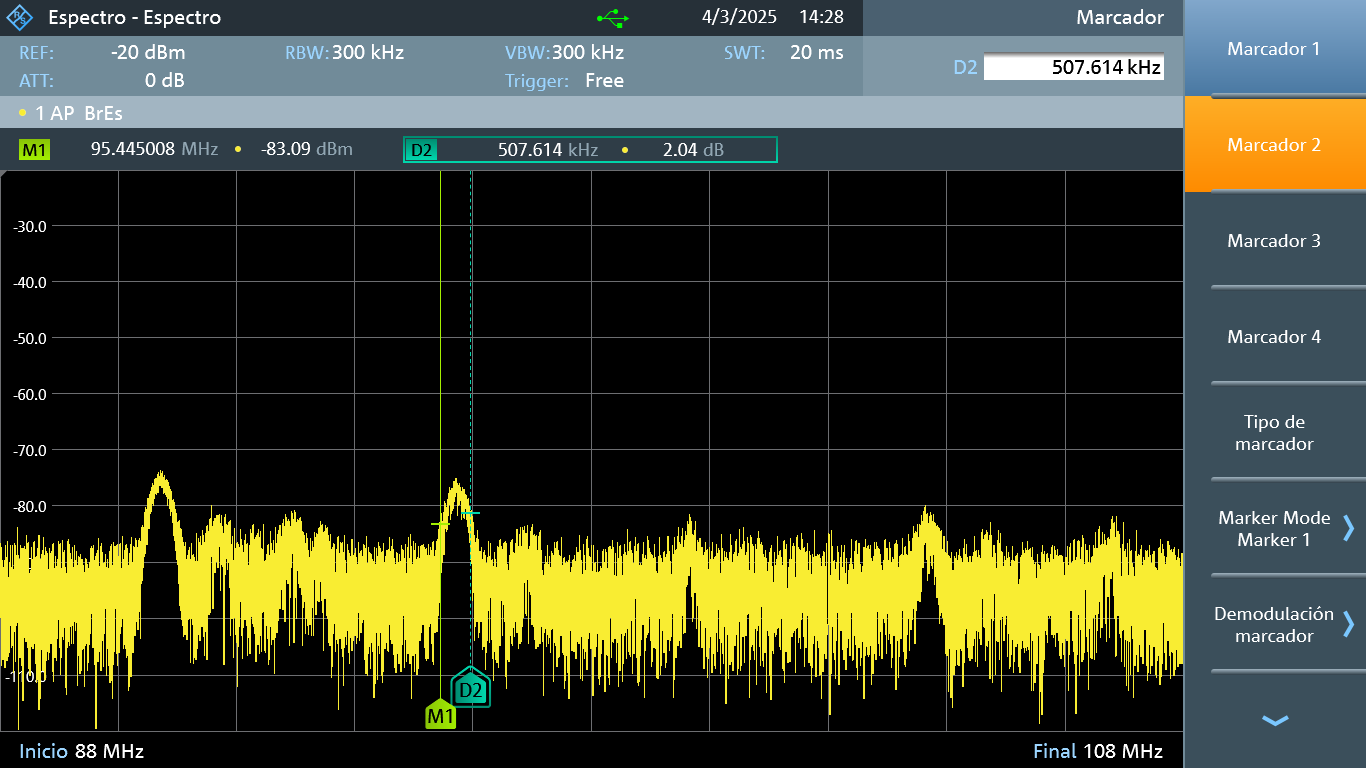 Espectro - Espectro 4/3/2025 14:28 Marcador
REF: -20 dBm RBW: 300 kHz VBW: 300 kHz SWT: 20 ms
ATT: 0 dB Trigger: Free
D2 507.614 kHz
1 AP BrEs
M1 95.445008 MHz • -83.09 dBm D2 507.614 kHz • 2.04 dB
-30.0
-40.0
-50.0
-60.0
-70.0
-80.0
-110.0
D2
M1
Inicio 88 MHz Final 108 MHz
Marcador 1
Marcador 2
Marcador 3
Marcador 4
Tipo de
marcador
Marker Mode
Marker 1
Demodulación
marcador